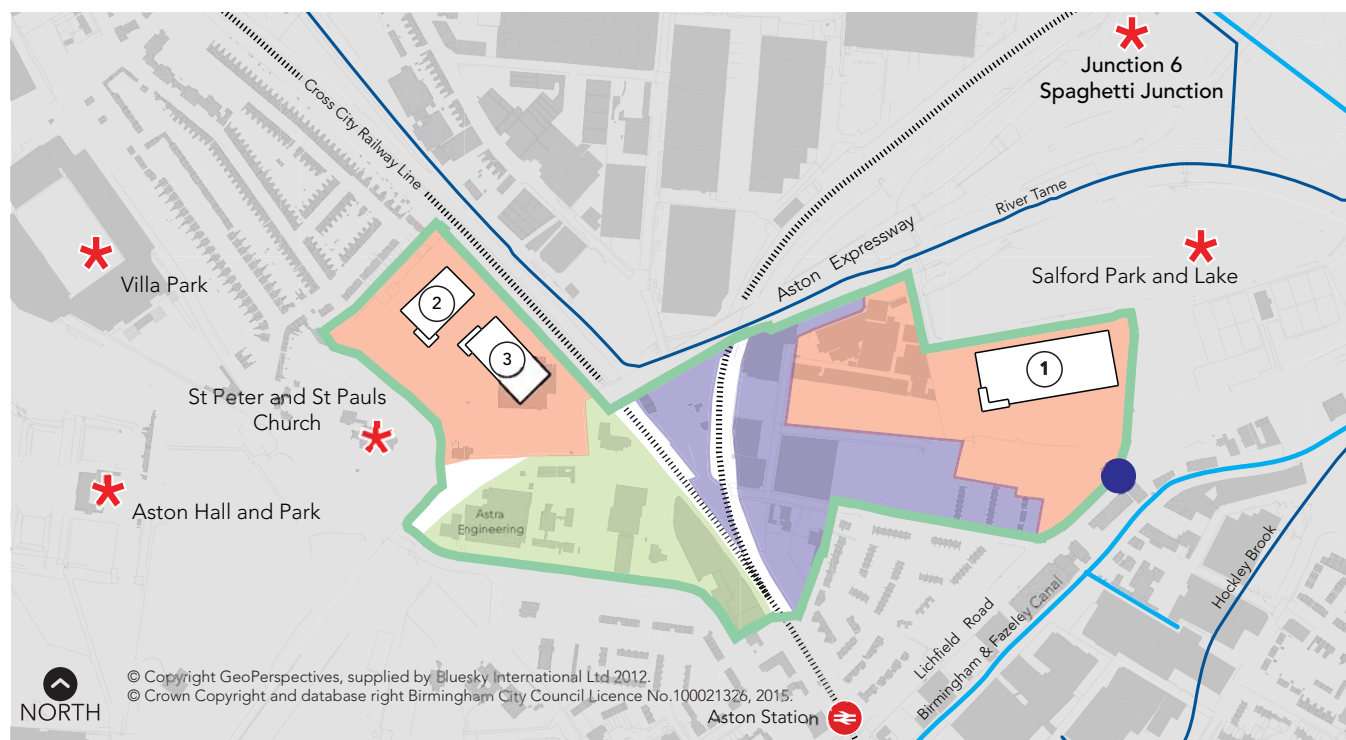 Junction 6
Spaghetti Junction
Cross City Railway Line
River Tame
Aston Expressway
Salford Park and Lake
Villa Park
2
3
1
St Peter and St Pauls
Church
Aston Hall and Park
Astra
Engineering
Hockley Brook
Lichfield Road
Birmingham & Fazeley Canal
© Copyright GeoPerspectives, supplied by Bluesky International Ltd 2012.
© Crown Copyright and database right Birmingham City Council Licence No.100021326, 2015.
NORTH
Aston Station